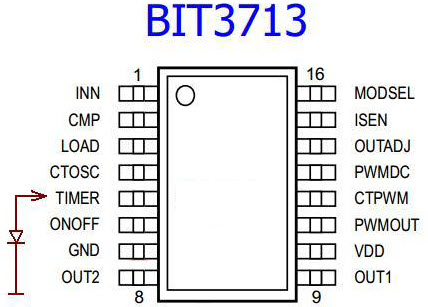 BIT3713
1 16
INN MODSEL
CMP ISEN
LOAD OUTADJ
CTOSC PWMDC
TIMER CTPWM
ONOFF PWMOUT
GND VDD
OUT2 OUT1
8 9